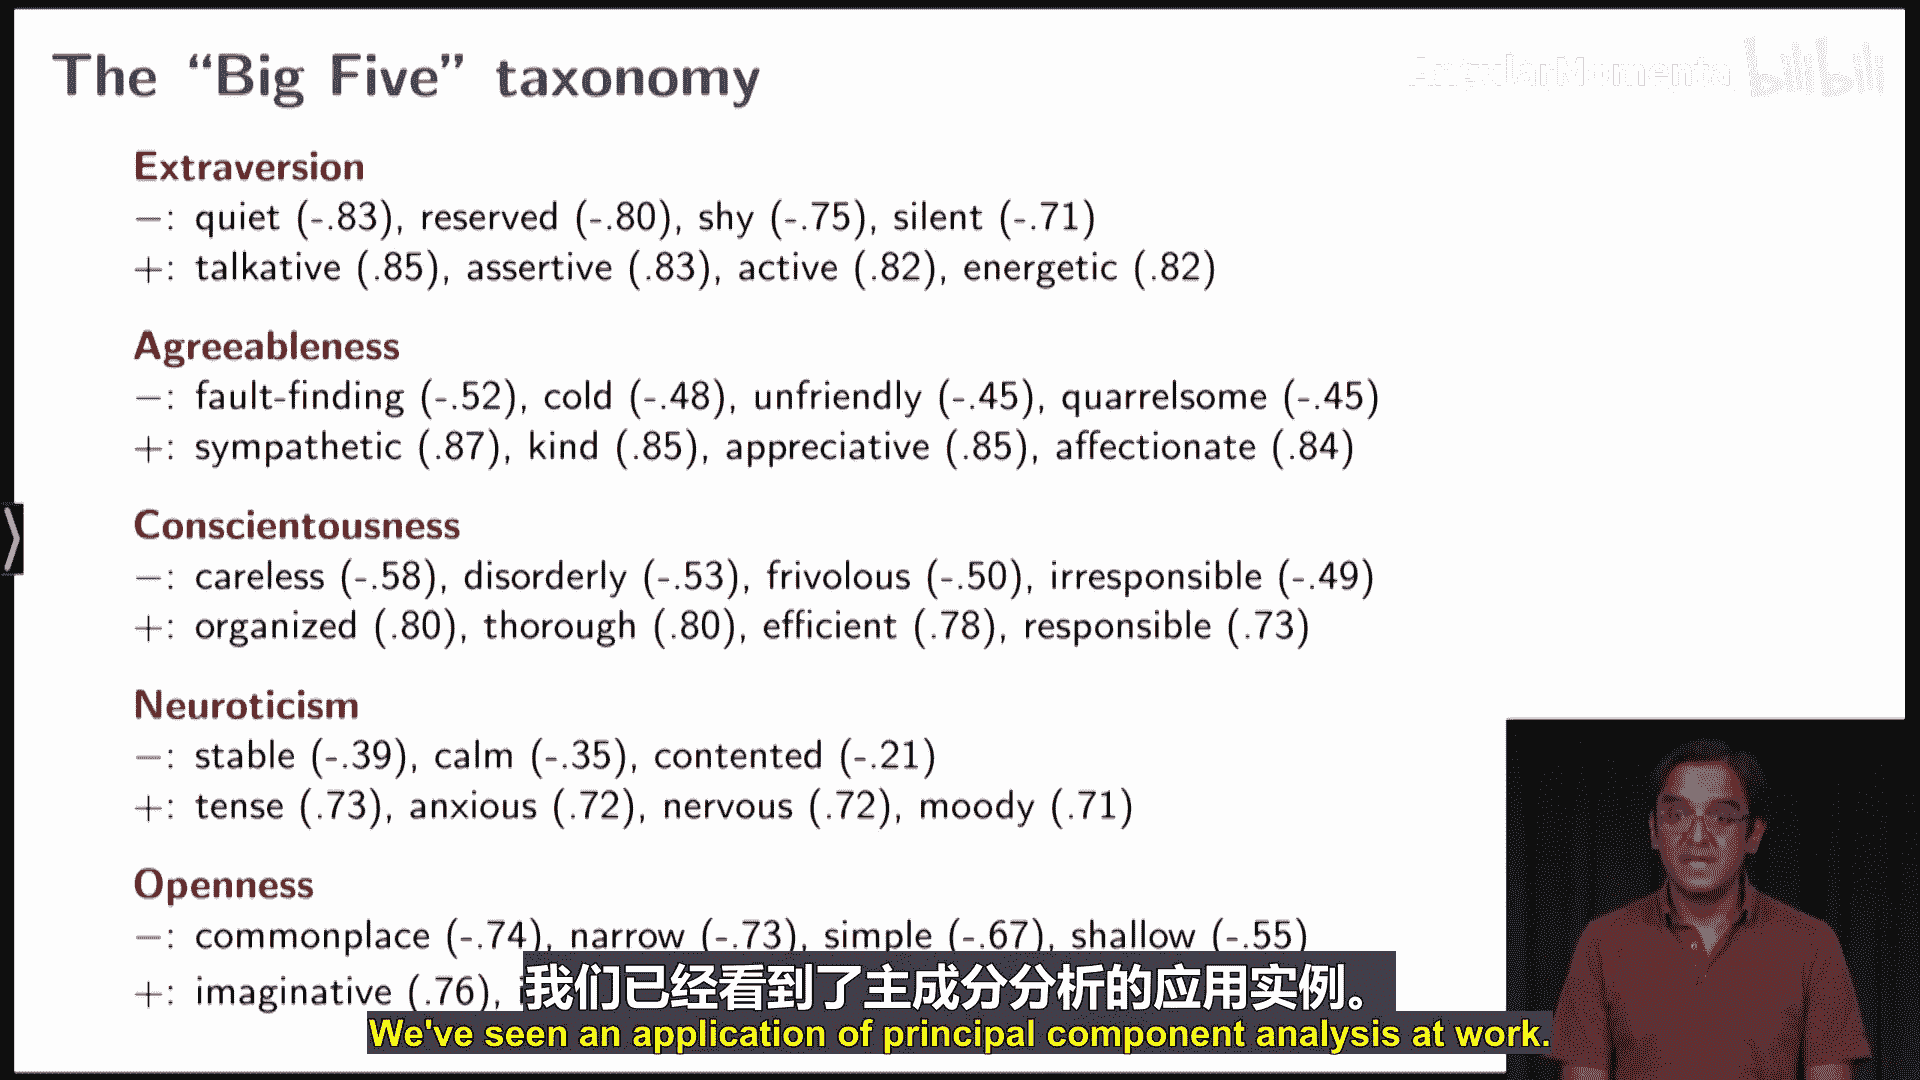 The “Big Five” taxonomy
AngularMomenta bilibili
Extraversion
−: quiet (-.83), reserved (-.80), shy (-.75), silent (-.71)
+: talkative (.85), assertive (.83), active (.82), energetic (.82)
Agreeableness
−: fault-finding (-.52), cold (-.48), unfriendly (-.45), quarrelsome (-.45)
+: sympathetic (.87), kind (.85), appreciative (.85), affectionate (.84)
Conscientousness
−: careless (-.58), disorderly (-.53), frivolous (-.50), irresponsible (-.49)
+: organized (.80), thorough (.80), efficient (.78), responsible (.73)
Neuroticism
−: stable (-.39), calm (-.35), contented (-.21)
+: tense (.73), anxious (.72), nervous (.72), moody (.71)
Openness
−: commonplace (-.74), narrow (-.73), simple (-.67), shallow (-.55)
+: imaginative (.76),
我们已经看到了主成分分析的应用实例。
We've seen an application of principal component analysis at work.